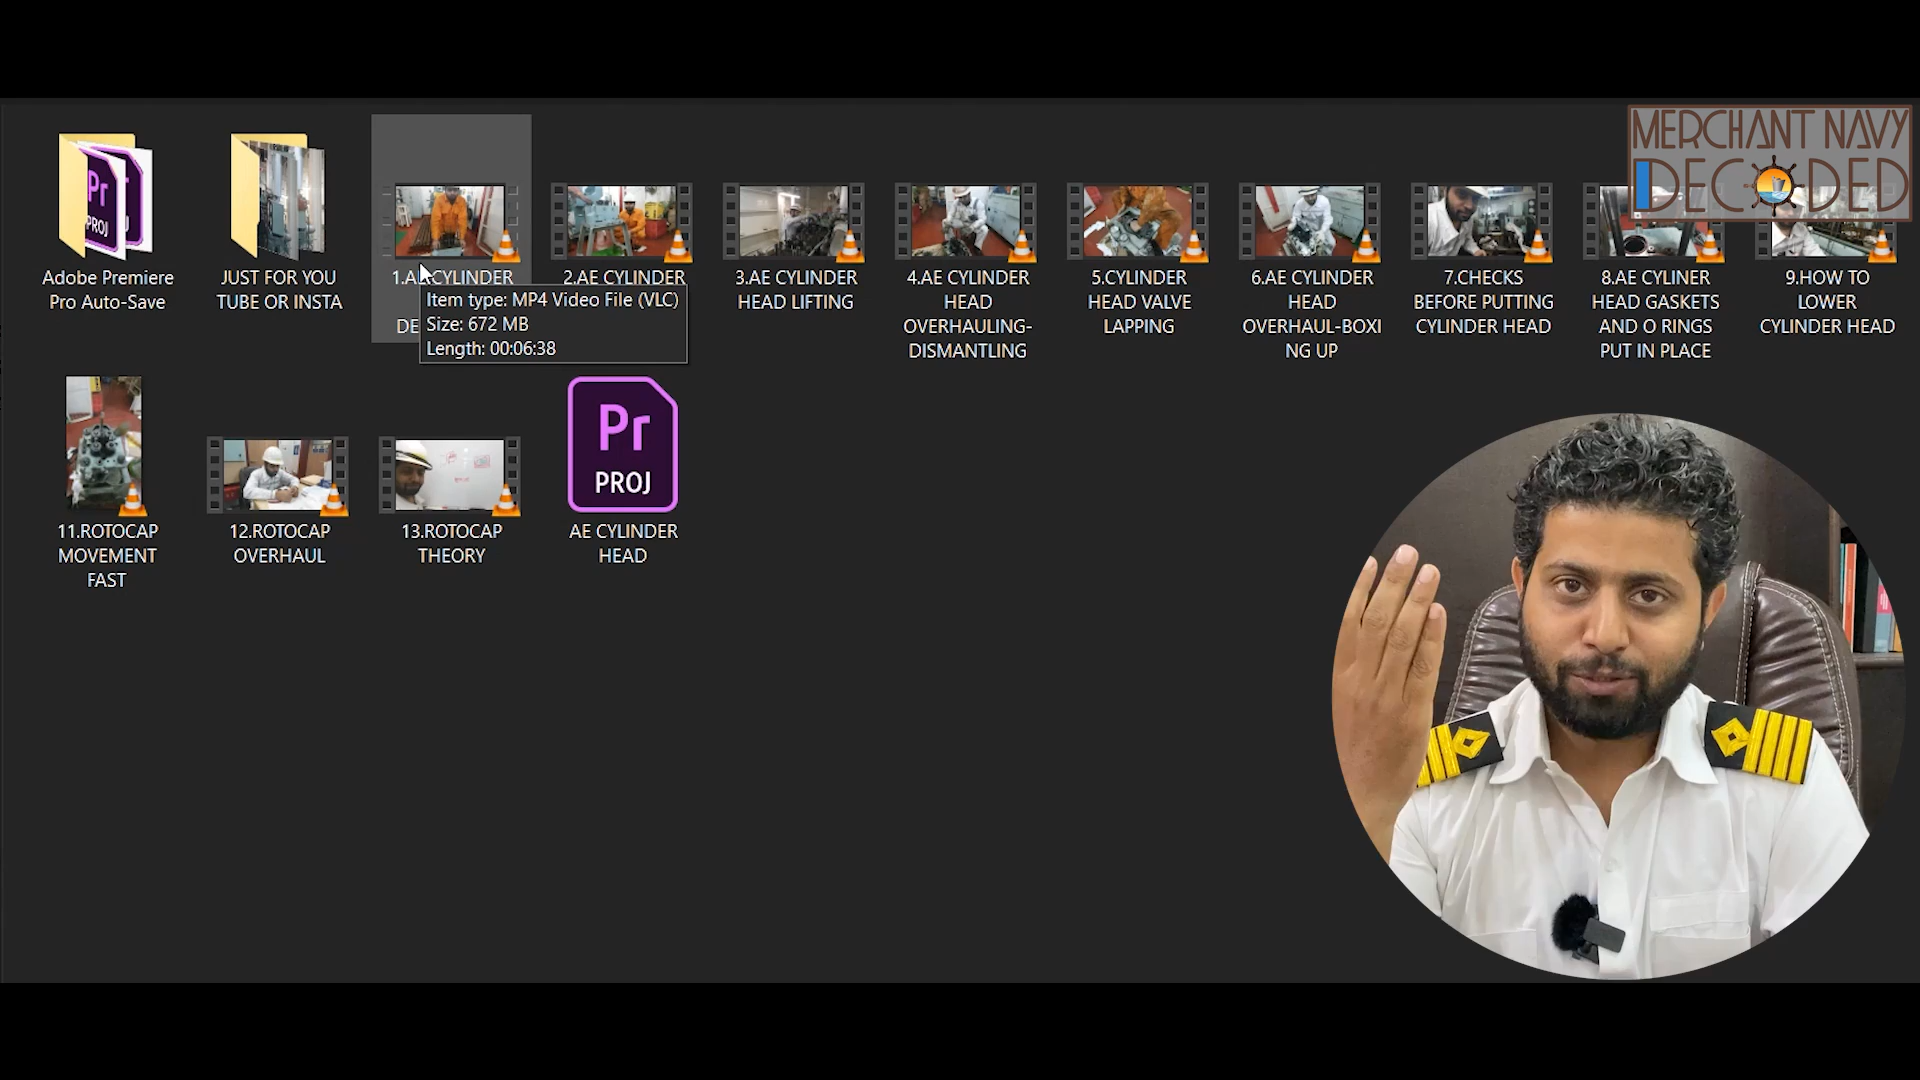 MERCHANT NAVY
DECODED
Pr
PROJ
Adobe Premiere
Pro Auto-Save
JUST FOR YOU
TUBE OR INSTA
CYLINDER
DE
Item type: MP4 Video File (VLC)
Size: 672 MB
Length: 00:06:38
2.AE CYLINDER
3.AE CYLINDER
HEAD LIFTING
4.AE CYLINDER
HEAD
OVERHAULING-
DISMANTLING
5.CYLINDER
HEAD VALVE
LAPPING
6.AE CYLINDER
HEAD
OVERHAUL-BOXI
NG UP
7.CHECKS
BEFORE PUTTING
CYLINDER HEAD
8.AE CYLINER
HEAD GASKETS
AND O RINGS
PUT IN PLACE
9.HOW TO
LOWER
CYLINDER HEAD
11.ROTOCAP
MOVEMENT
FAST
12.ROTOCAP
OVERHAUL
13.ROTOCAP
THEORY
Pr
PROJ
AE CYLINDER
HEAD